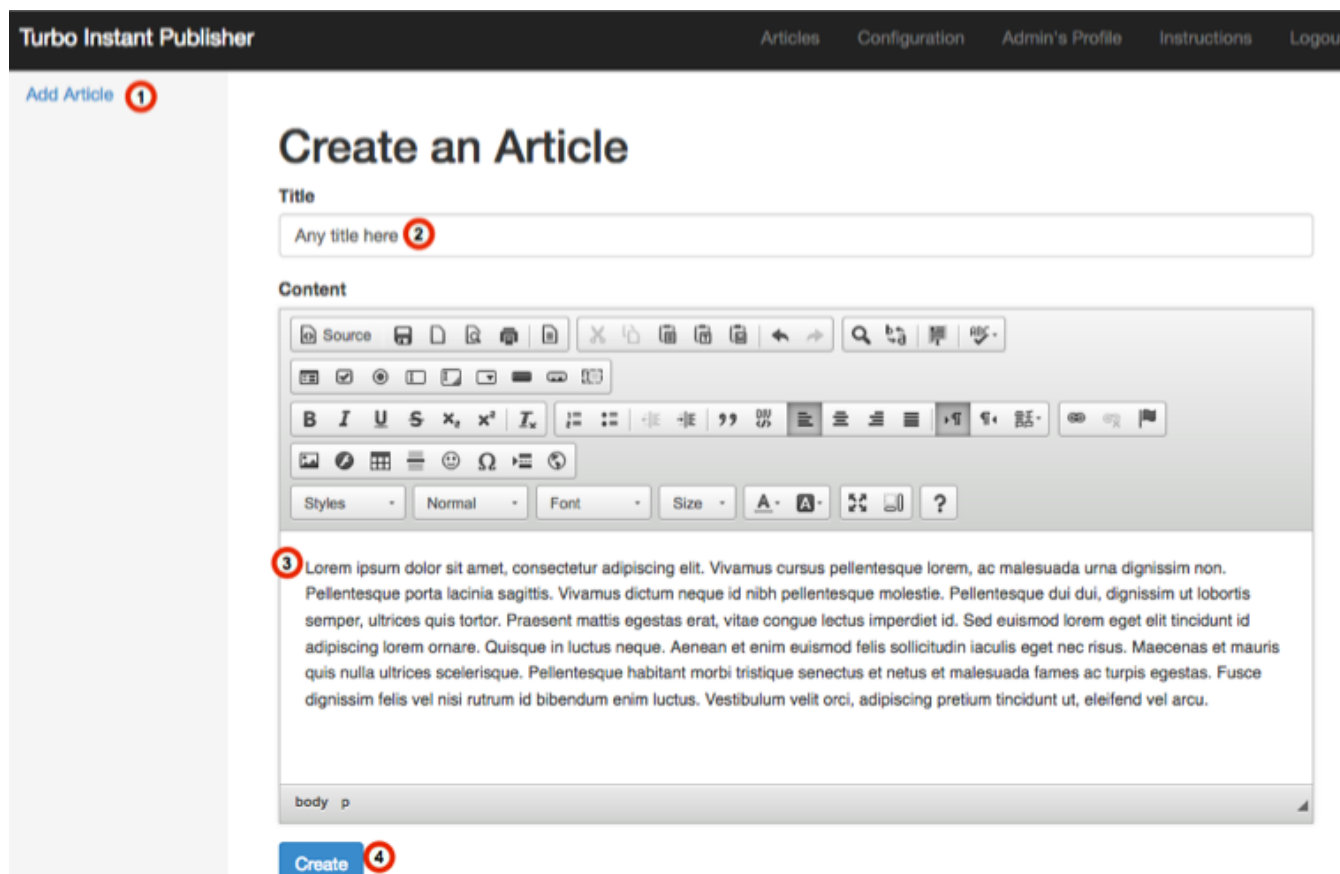 Turbo Instant Publisher Articles Configuration Admin's Profile Instructions Logou
Add Article 1
Create an Article
Title
Any title here 2
Content
Source
ABC
B I U S x₂ x² Tx
DIV
Ω
Styles Normal Font Size A A ?
3 Lorem ipsum dolor sit amet, consectetur adipiscing elit. Vivamus cursus pellentesque lorem, ac malesuada urna dignissim non.
Pellentesque porta lacinia sagittis. Vivamus dictum neque id nibh pellentesque molestie. Pellentesque dui dui, dignissim ut lobortis
semper, ultrices quis tortor. Praesent mattis egestas erat, vitae congue lectus imperdiet id. Sed euismod lorem eget elit tincidunt id
adipiscing lorem ornare. Quisque in luctus neque. Aenean et enim euismod felis sollicitudin iaculis eget nec risus. Maecenas et mauris
quis nulla ultrices scelerisque. Pellentesque habitant morbi tristique senectus et netus et malesuada fames ac turpis egestas. Fusce
dignissim felis vel nisi rutrum id bibendum enim luctus. Vestibulum velit orci, adipiscing pretium tincidunt ut, eleifend vel arcu.
body p
Create 4